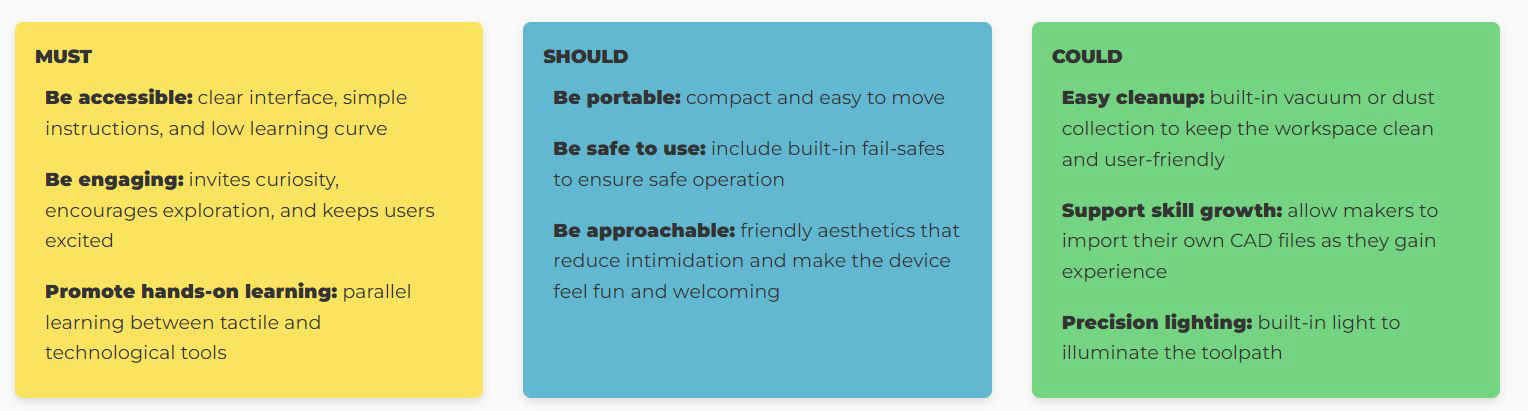 MUST
Be accessible: clear interface, simple
instructions, and low learning curve
Be engaging: invites curiosity,
encourages exploration, and keeps users
excited
Promote hands-on learning: parallel
learning between tactile and
technological tools
SHOULD
Be portable: compact and easy to move
Be safe to use: include built-in fail-safes
to ensure safe operation
Be approachable: friendly aesthetics that
reduce intimidation and make the device
feel fun and welcoming
COULD
Easy cleanup: built-in vacuum or dust
collection to keep the workspace clean
and user-friendly
Support skill growth: allow makers to
import their own CAD files as they gain
experience
Precision lighting: built-in light to
illuminate the toolpath